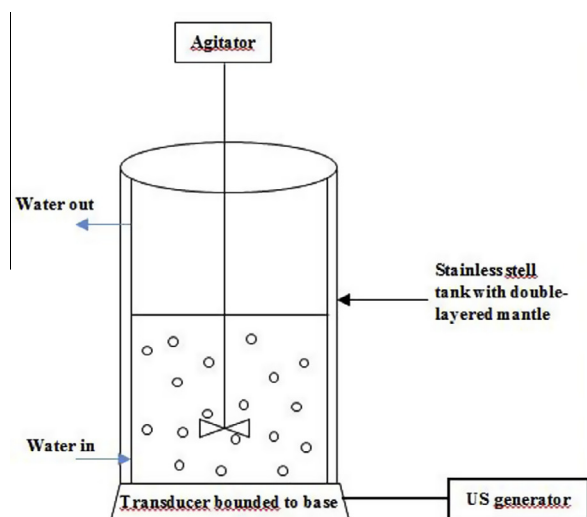 Agitator
Water out
Stainless stell
tank with double-
layered mantle
Water in
Transducer bounded to base
US generator